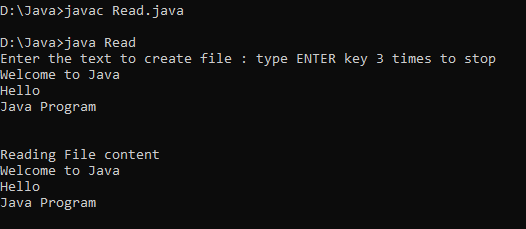 D:\Java>javac Read.java
D:\Java>java Read
Enter the text to create file : type ENTER key 3 times to stop
Welcome to Java
Hello
Java Program
Reading File content
Welcome to Java
Hello
Java Program